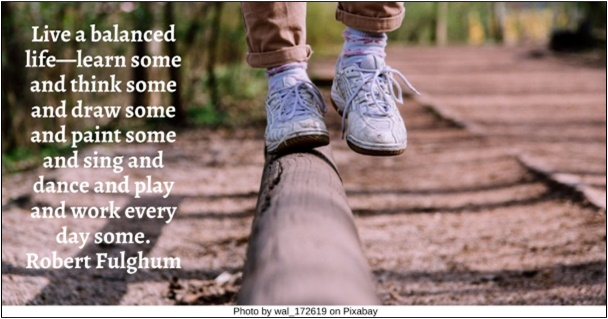 Live a balanced
life—learn some
and think some
and draw some
and paint some
and sing and
dance and play
and work every
day some.
Robert Fulghum
Photo by wal_172619 on Pixabay